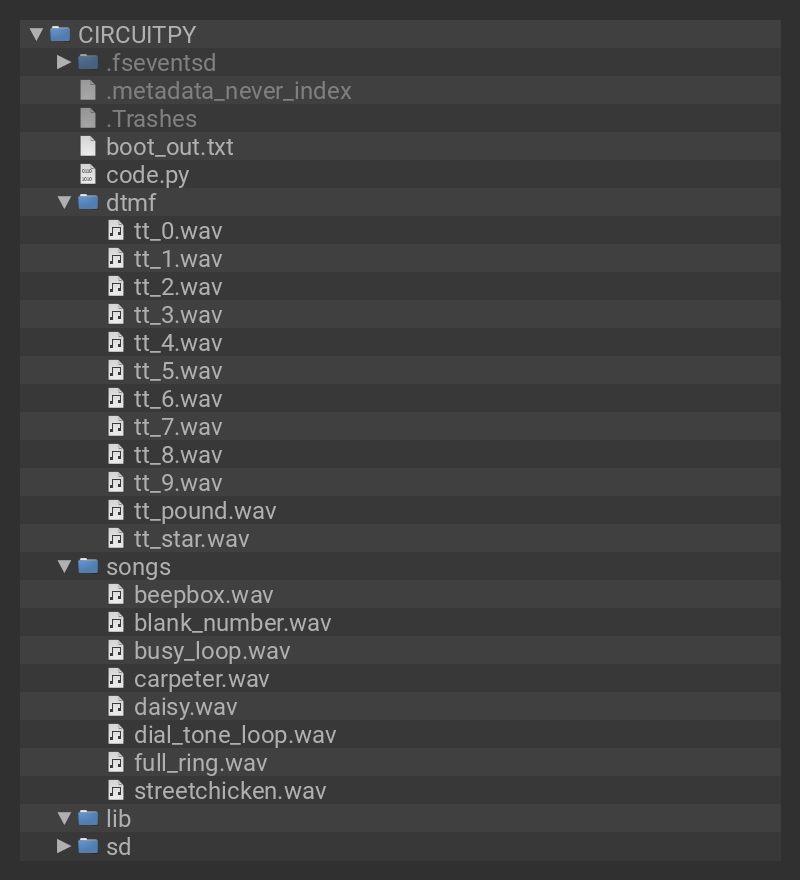 CIRCUITPY
.fseventsd
.metadata_never_index
.Trashes
boot_out.txt
code.py
dtmf
tt_0.wav
tt_1.wav
tt_2.wav
tt_3.wav
tt_4.wav
tt_5.wav
tt_6.wav
tt_7.wav
tt_8.wav
tt_9.wav
tt_pound.wav
tt_star.wav
songs
beepbox.wav
blank_number.wav
busy_loop.wav
carpeter.wav
daisy.wav
dial_tone_loop.wav
full_ring.wav
streetchicken.wav
lib
sd